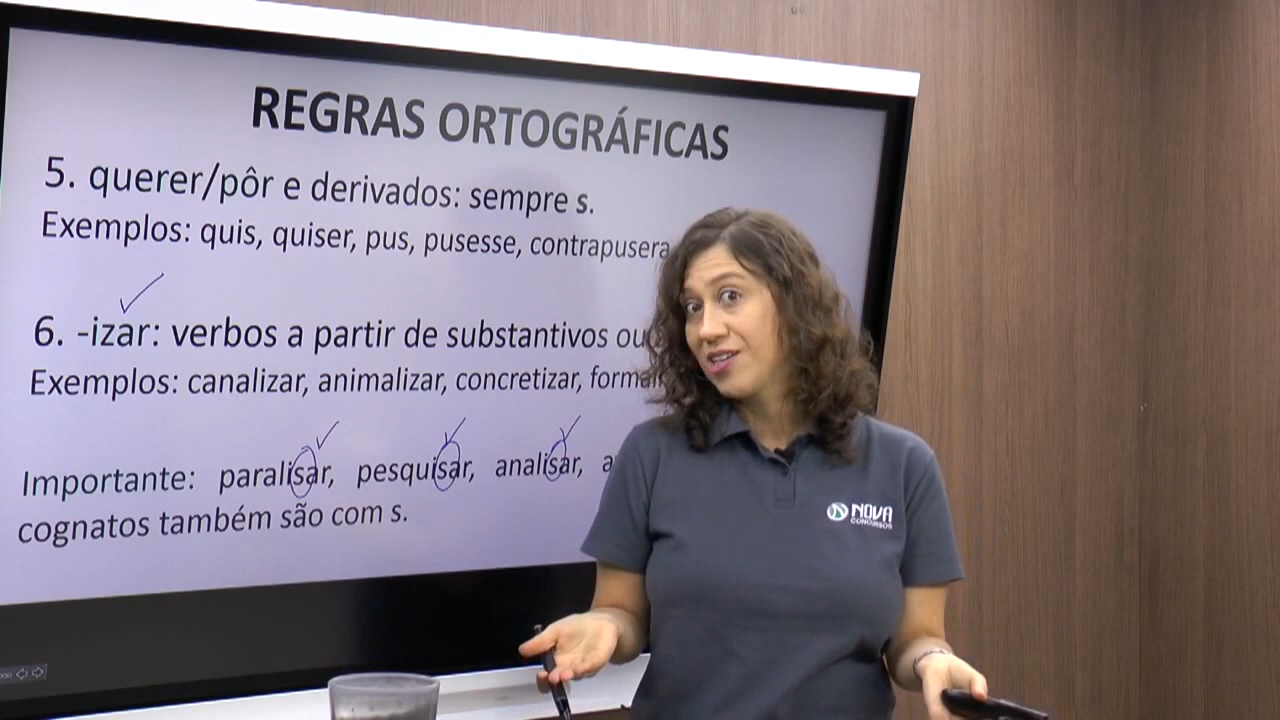 REGRAS ORTOGRÁFICAS
5. querer/pôr e derivados: sempre s.
Exemplos: quis, quiser, pus, pusesse, contrapusera
6. -izar: verbos a partir de substantivos ou
Exemplos: canalizar, animalizar, concretizar,
Importante: paralisar, pesquisar, analisar,
cognatos também são com s.
NOVA
CONCURSOS